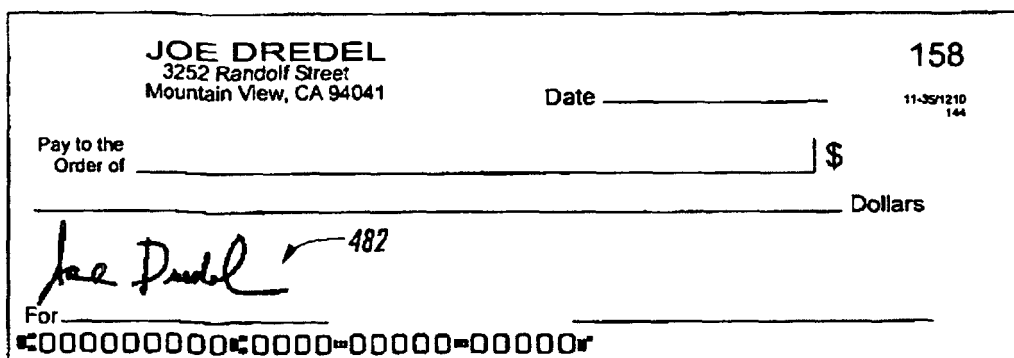 JOE DREDEL
3252 Randolf Street
Mountain View, CA 94041
158
Date
11-35/1210
144
Pay to the
Order of
$
Dollars
Joe Dredel
482
For
⑆000000000⑆0000⑉00000⑉00000⑈